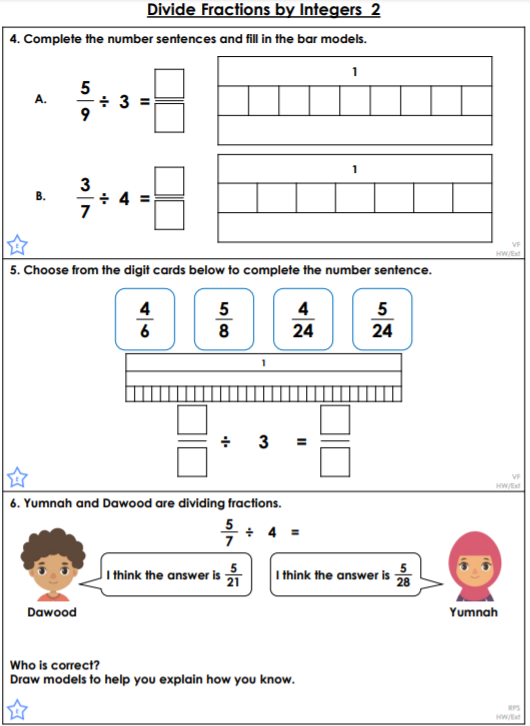 Divide Fractions by Integers 2
4. Complete the number sentences and fill in the bar models.
A. 5/9 ÷ 3 =
1
B. 3/7 ÷ 4 =
1
E
VF
HW/Ext
5. Choose from the digit cards below to complete the number sentence.
4/6 5/8 4/24 5/24
1
÷ 3 =
E
VF
HW/Ext
6. Yumnah and Dawood are dividing fractions.
5/7 ÷ 4 =
I think the answer is 5/21
I think the answer is 5/28
Dawood
Yumnah
Who is correct?
Draw models to help you explain how you know.
E
RPS
HW/Ext